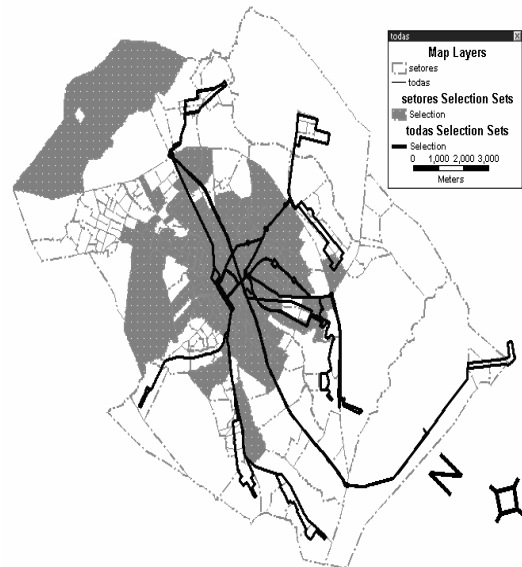 todas
Map Layers
setores
todas
setores Selection Sets
Selection
todas Selection Sets
Selection
0 1,000 2,000 3,000
Meters
N